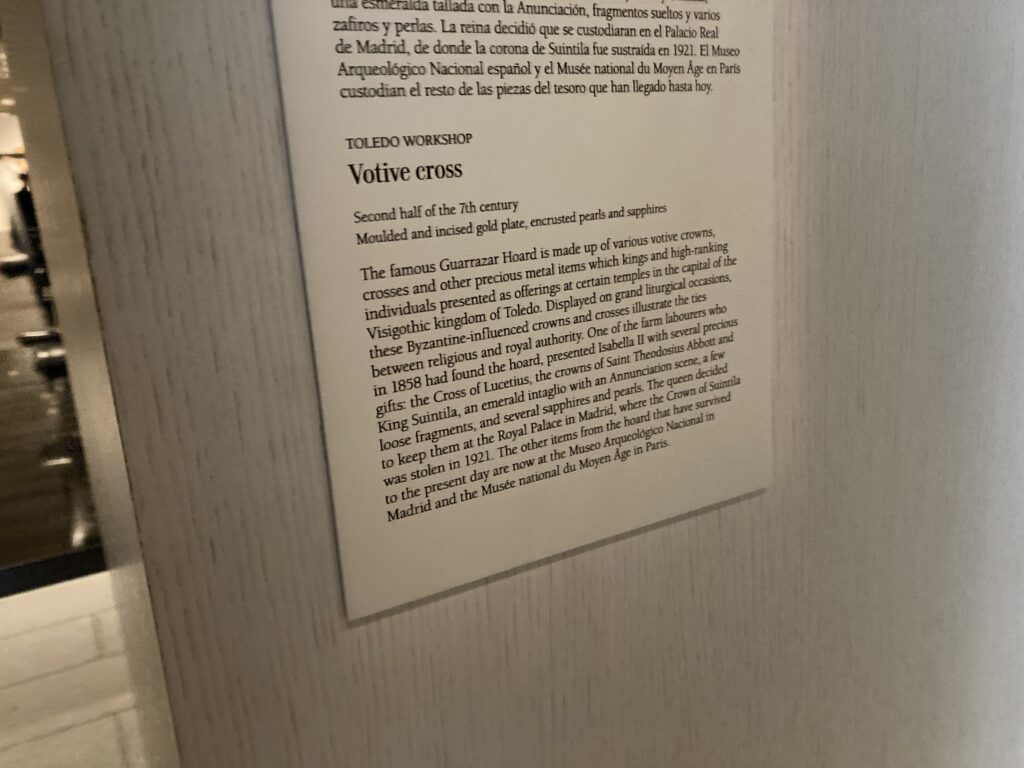 una esmeralda tallada con la Anunciación, fragmentos sueltos y varios
zafiros y perlas. La reina decidió que se custodiaran en el Palacio Real
de Madrid, de donde la corona de Suintila fue sustraída en 1921. El Museo
Arqueológico Nacional español y el Musée national du Moyen Âge en París
custodian el resto de las piezas del tesoro que han llegado hasta hoy.
TOLEDO WORKSHOP
Votive cross
Second half of the 7th century
Moulded and incised gold plate, encrusted pearls and sapphires
The famous Guarrazar Hoard is made up of various votive crowns,
crosses and other precious metal items which kings and high-ranking
individuals presented as offerings at certain temples in the capital of the
Visigothic kingdom of Toledo. Displayed on grand liturgical occasions,
these Byzantine-influenced crowns and crosses illustrate the ties
between religious and royal authority. One of the farm labourers who
in 1858 had found the hoard, presented Isabella II with several precious
gifts: the Cross of Lucetius, the crowns of Saint Theodosius Abbott and
King Suintila, an emerald intaglio with an Annunciation scene, a few
loose fragments, and several sapphires and pearls. The queen decided
to keep them at the Royal Palace in Madrid, where the Crown of Suintila
was stolen in 1921. The other items from the hoard that have survived
to the present day are now at the Museo Arqueológico Nacional in
Madrid and the Musée national du Moyen Âge in Paris.